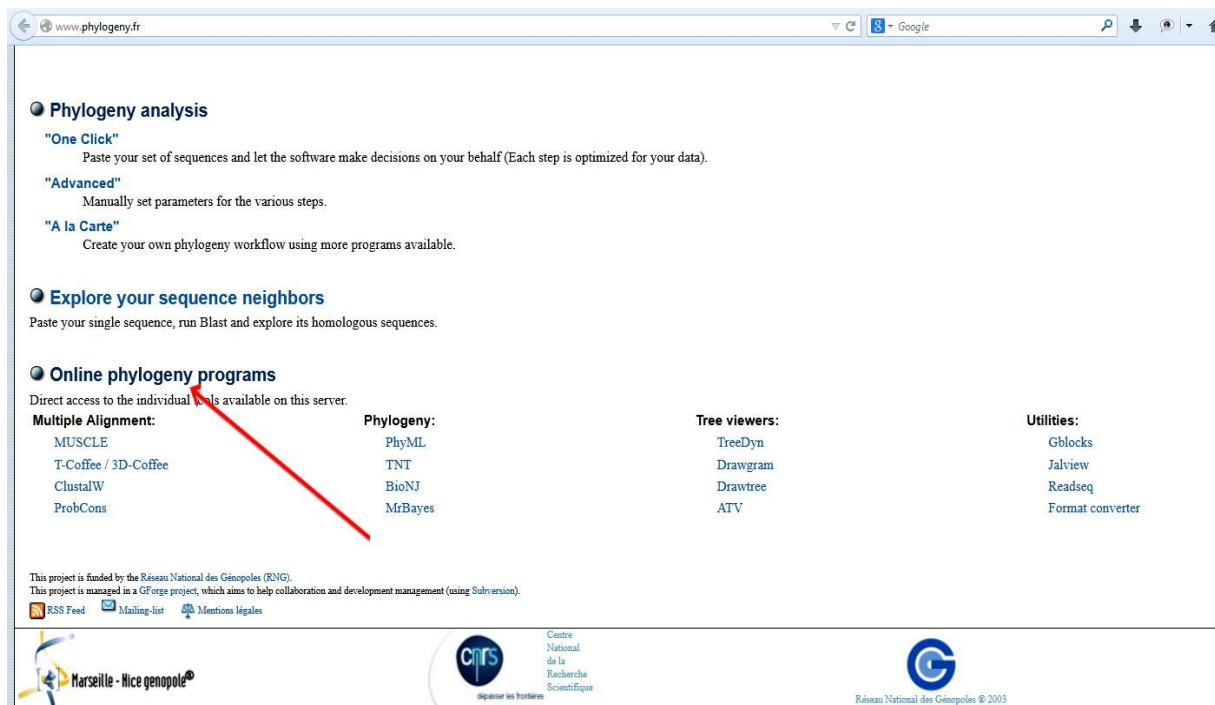 www.phylogeny.fr
Google
Phylogeny analysis
"One Click"
Paste your set of sequences and let the software make decisions on your behalf (Each step is optimized for your data).
"Advanced"
Manually set parameters for the various steps.
"A la Carte"
Create your own phylogeny workflow using more programs available.
Explore your sequence neighbors
Paste your single sequence, run Blast and explore its homologous sequences.
Online phylogeny programs
Direct access to the individual tools available on this server.
Multiple Alignment: Phylogeny: Tree viewers: Utilities:
MUSCLE PhyML TreeDyn Gblocks
T-Coffee / 3D-Coffee TNT Drawgram Jalview
ClustalW BioNJ Drawtree Readseq
ProbCons MrBayes ATV Format converter
This project is funded by the Réseau National des Génopoles (RNG).
This project is managed in a GForge project, which aims to help collaboration and development management (using Subversion).
RSS Feed Mailing-list Mentions légales
Marseille - Nice genopole®
cnrs
dépasser les frontières
Centre
National
de la
Recherche
Scientifique
Réseau National des Génopoles ® 2003